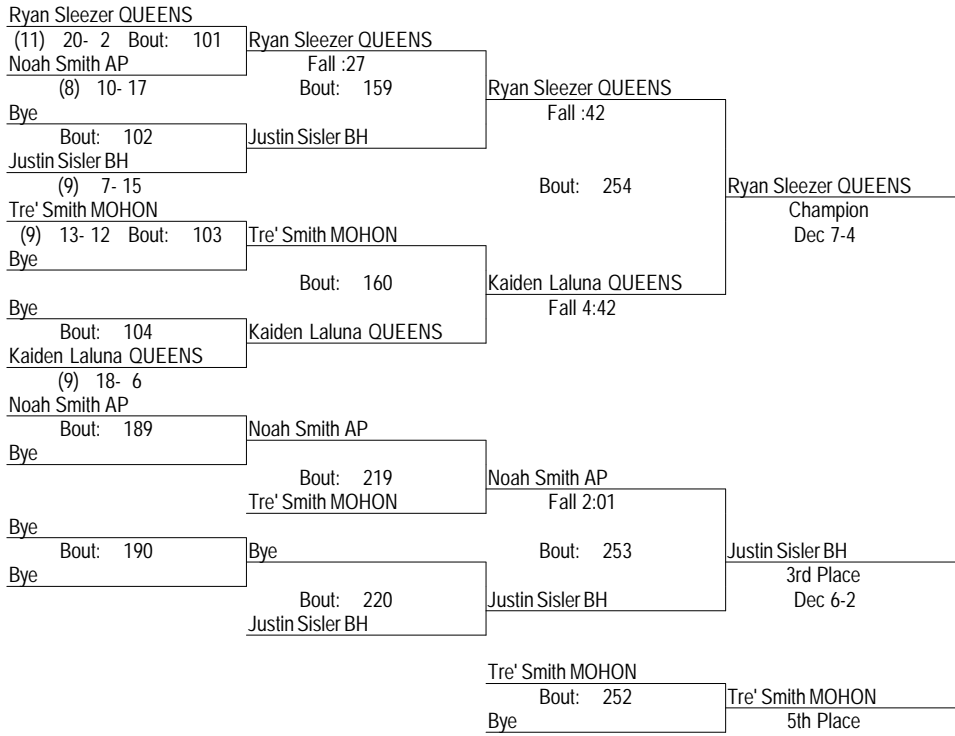 Ryan Sleezer QUEENS
(11) 20- 2 Bout: 101 Ryan Sleezer QUEENS
Noah Smith AP Fall :27
(8) 10- 17 Bout: 159 Ryan Sleezer QUEENS
Bye Fall :42
Bout: 102 Justin Sisler BH
Justin Sisler BH
(9) 7- 15 Bout: 254 Ryan Sleezer QUEENS
Tre' Smith MOHON Champion
(9) 13- 12 Bout: 103 Tre' Smith MOHON Dec 7-4
Bye
Bout: 160 Kaiden Laluna QUEENS
Bye Fall 4:42
Bout: 104 Kaiden Laluna QUEENS
Kaiden Laluna QUEENS
(9) 18- 6
Noah Smith AP
Bout: 189 Noah Smith AP
Bye
Bout: 219 Noah Smith AP
Tre' Smith MOHON Fall 2:01
Bye
Bout: 190 Bye Bout: 253 Justin Sisler BH
Bye 3rd Place
Bout: 220 Justin Sisler BH Dec 6-2
Justin Sisler BH
Tre' Smith MOHON
Bout: 252 Tre' Smith MOHON
Bye 5th Place